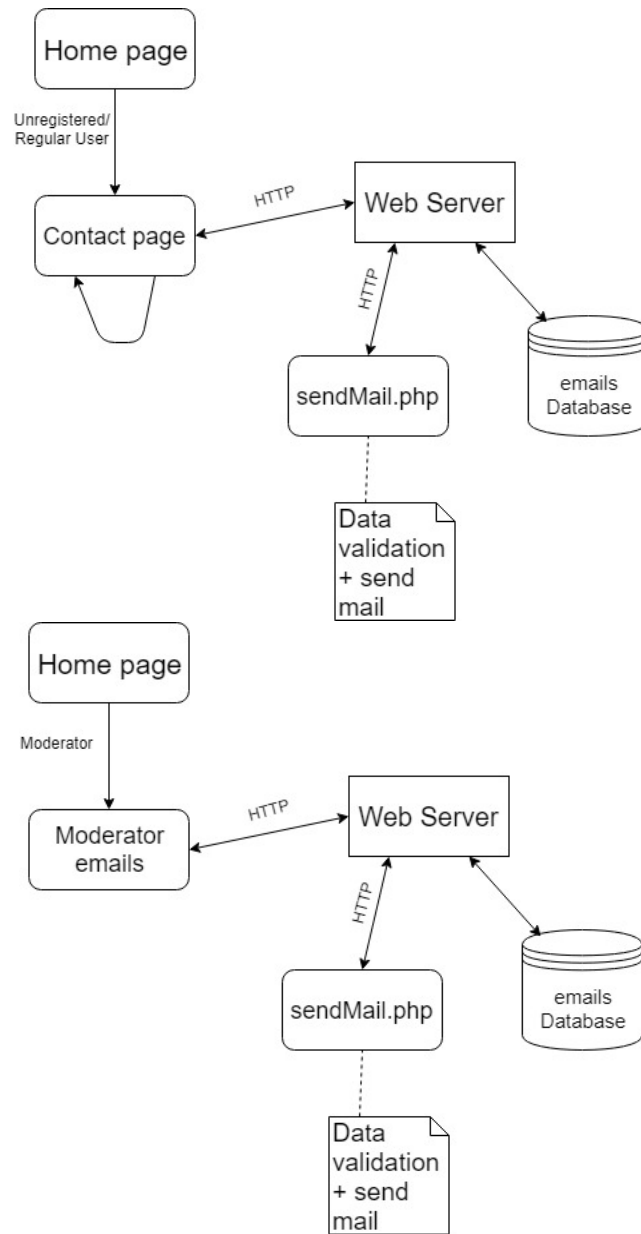 Home page
Unregistered/
Regular User
HTTP
Web Server
Contact page
HTTP
sendMail.php
emails
Database
Data
validation
+ send
mail
Home page
Moderator
HTTP
Web Server
Moderator
emails
HTTP
sendMail.php
emails
Database
Data
validation
+ send
mail